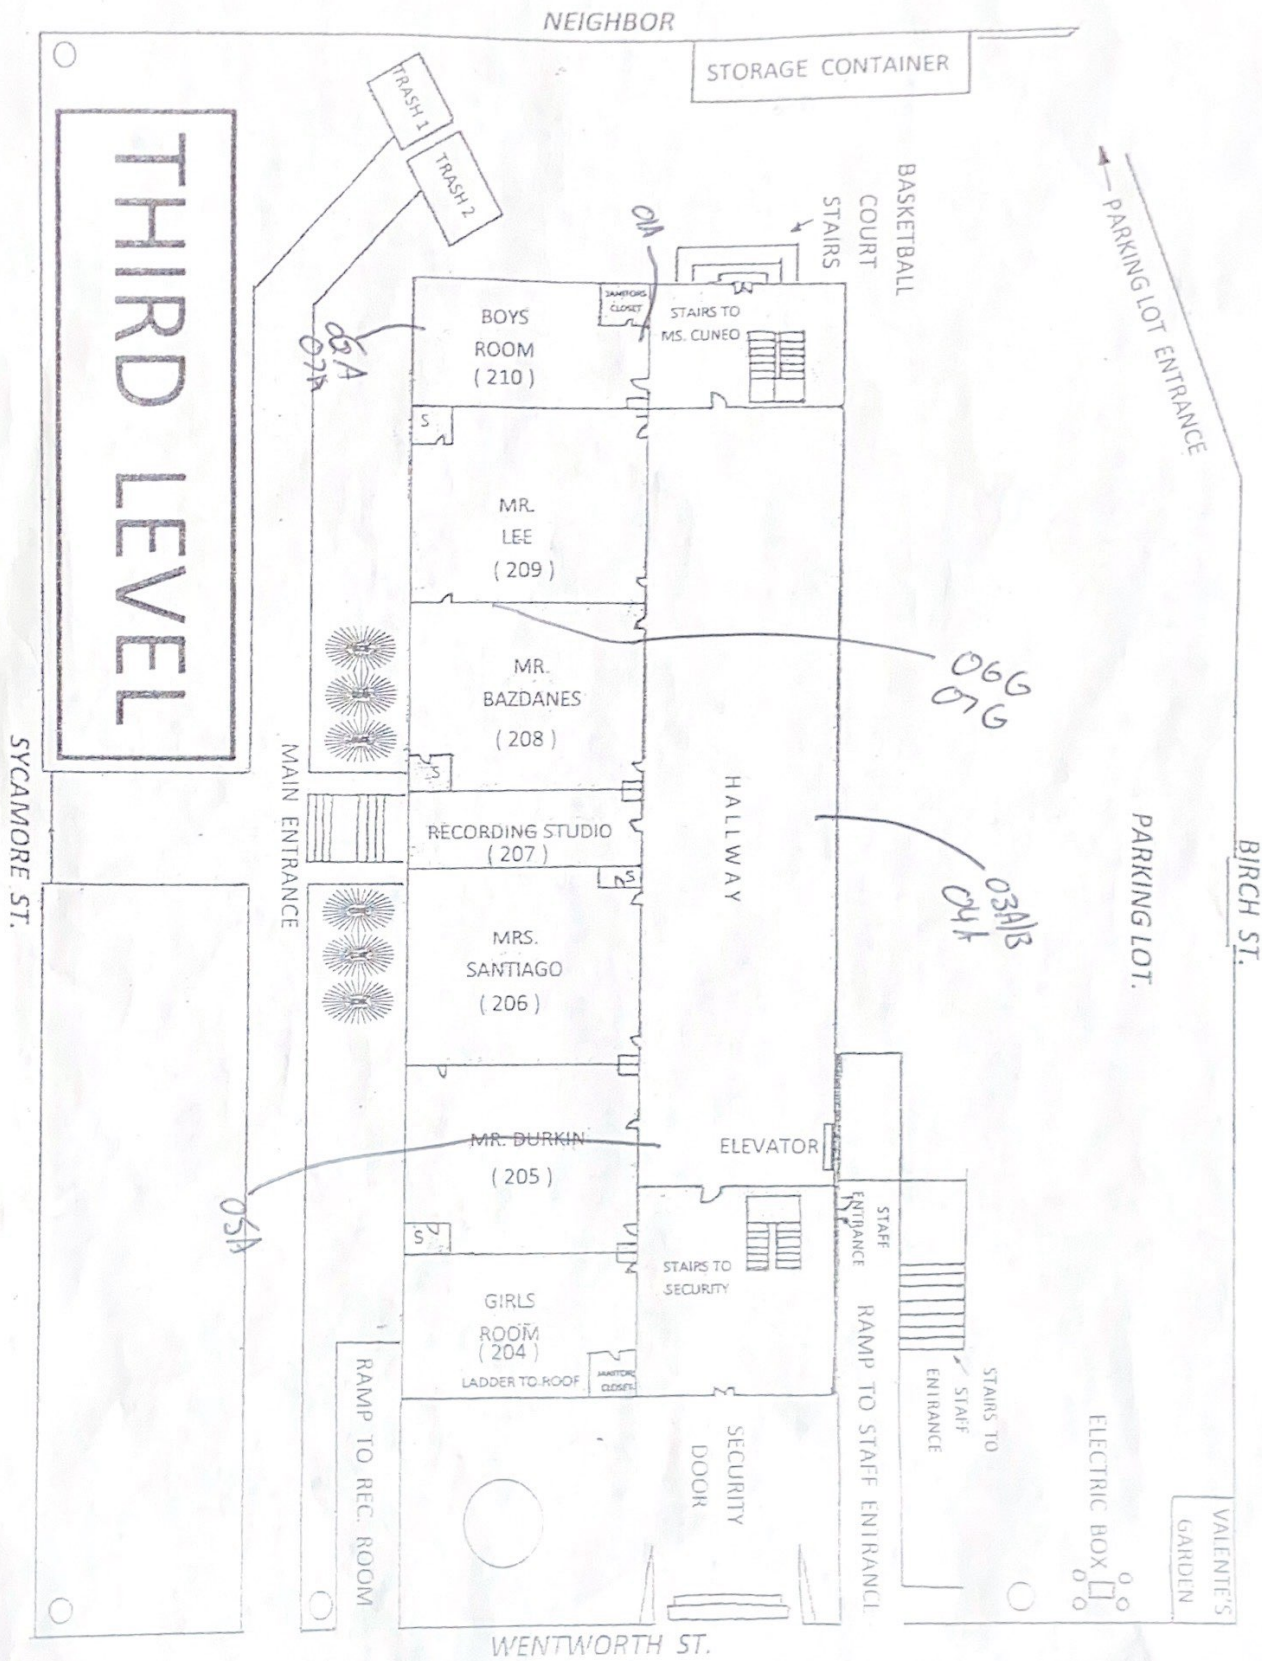 NEIGHBOR
STORAGE CONTAINER
TRASH 1
TRASH 2
THIRD LEVEL
BASKETBALL
COURT
STAIRS
PARKING LOT ENTRANCE
01A
JANITORS
CLOSET
STAIRS TO
MS. CUNEO
BOYS
ROOM
( 210 )
07A
S
MR.
LEE
( 209 )
06G
07G
MR.
BAZDANES
( 208 )
S
HALLWAY
MAIN ENTRANCE
SYCAMORE ST.
RECORDING STUDIO
( 207 )
S
03A/B
04A
PARKING LOT.
BIRCH ST.
MRS.
SANTIAGO
( 206 )
MR. DURKIN
( 205 )
ELEVATOR
05A
S
STAFF
ENTRANCE
STAIRS TO
SECURITY
GIRLS
ROOM
( 204 )
LADDER TO ROOF
JANITORS
CLOSET
RAMP TO REC. ROOM
SECURITY
DOOR
RAMP TO STAFF ENTRANCE
STAIRS TO
STAFF
ENTRANCE
ELECTRIC BOX
VALENTE'S
GARDEN
WENTWORTH ST.